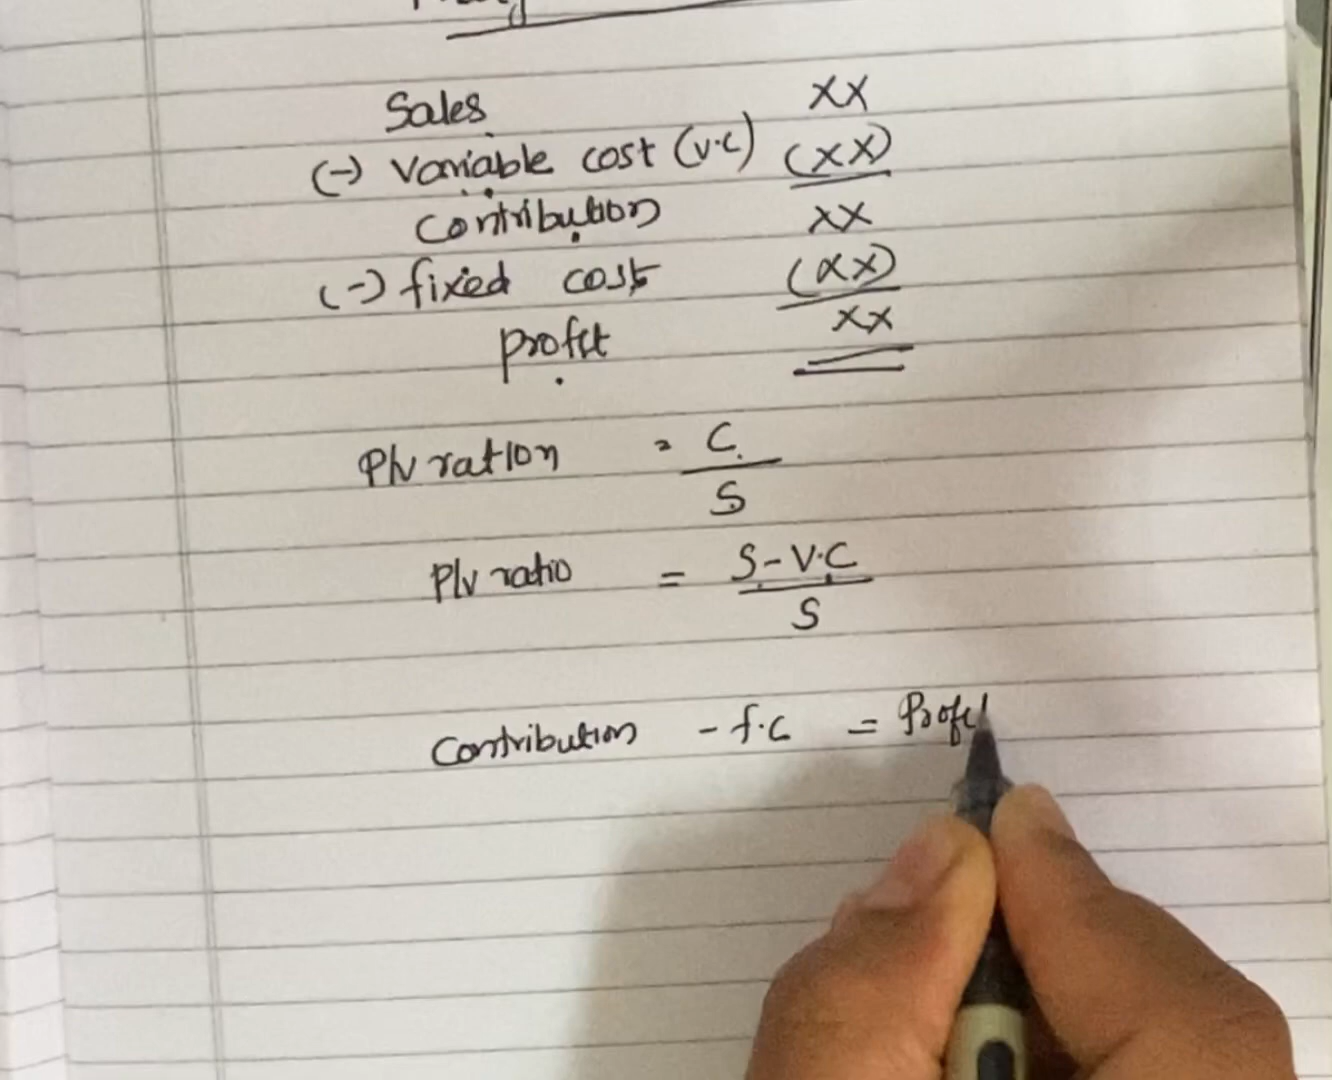 Sales XX
(-) Variable cost (v.c) (XX)
Contribution XX
(-) fixed cost (XX)
Profit XX
P/v ration = C
S
P/v ratio = S - V.C
S
Contribution - f.c = Profit